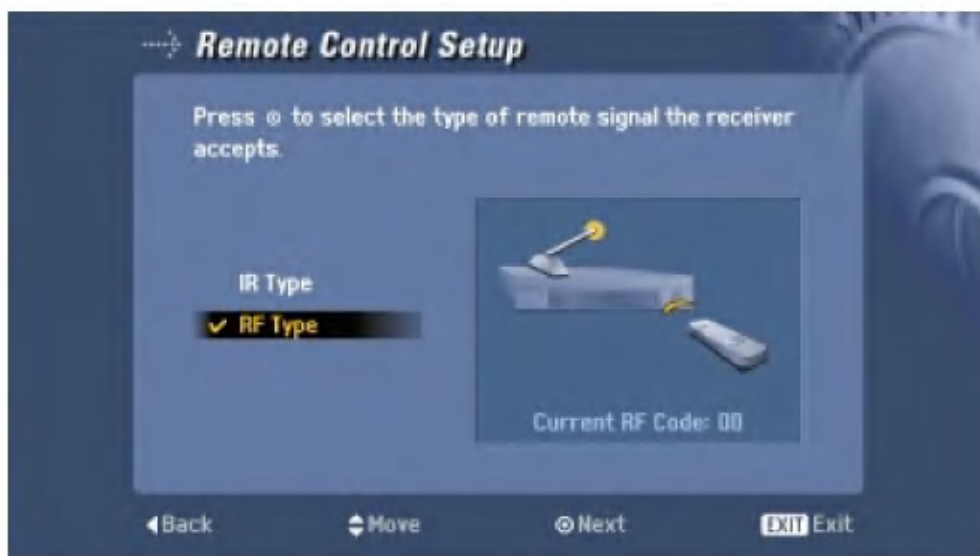 Remote Control Setup
Press ⊙ to select the type of remote signal the receiver
accepts.
IR Type
✓ RF Type
Current RF Code: 00
Back Move Next EXIT Exit